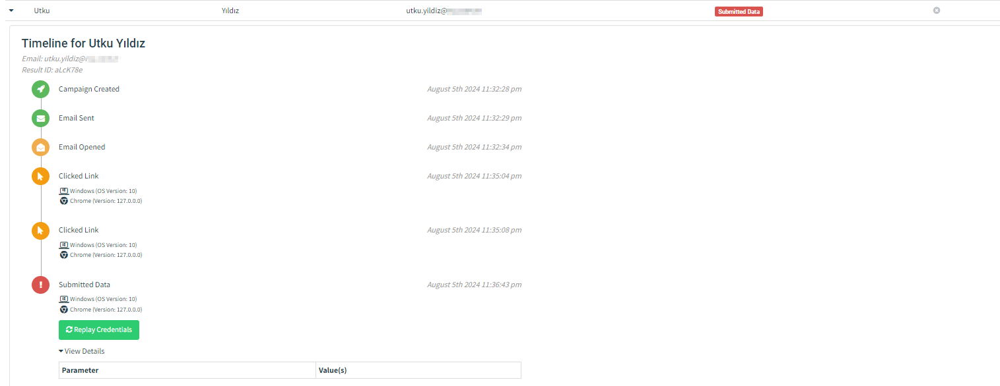 Utku Yıldız utku.yildiz@ Submitted Data
Timeline for Utku Yıldız
Email: utku.yildiz@
Result ID: aLcK78e
Campaign Created August 5th 2024 11:32:28 pm
Email Sent August 5th 2024 11:32:29 pm
Email Opened August 5th 2024 11:32:34 pm
Clicked Link August 5th 2024 11:35:04 pm
Windows (OS Version: 10)
Chrome (Version: 127.0.0.0)
Clicked Link August 5th 2024 11:35:08 pm
Windows (OS Version: 10)
Chrome (Version: 127.0.0.0)
Submitted Data August 5th 2024 11:36:43 pm
Windows (OS Version: 10)
Chrome (Version: 127.0.0.0)
Replay Credentials
View Details
Parameter Value(s)